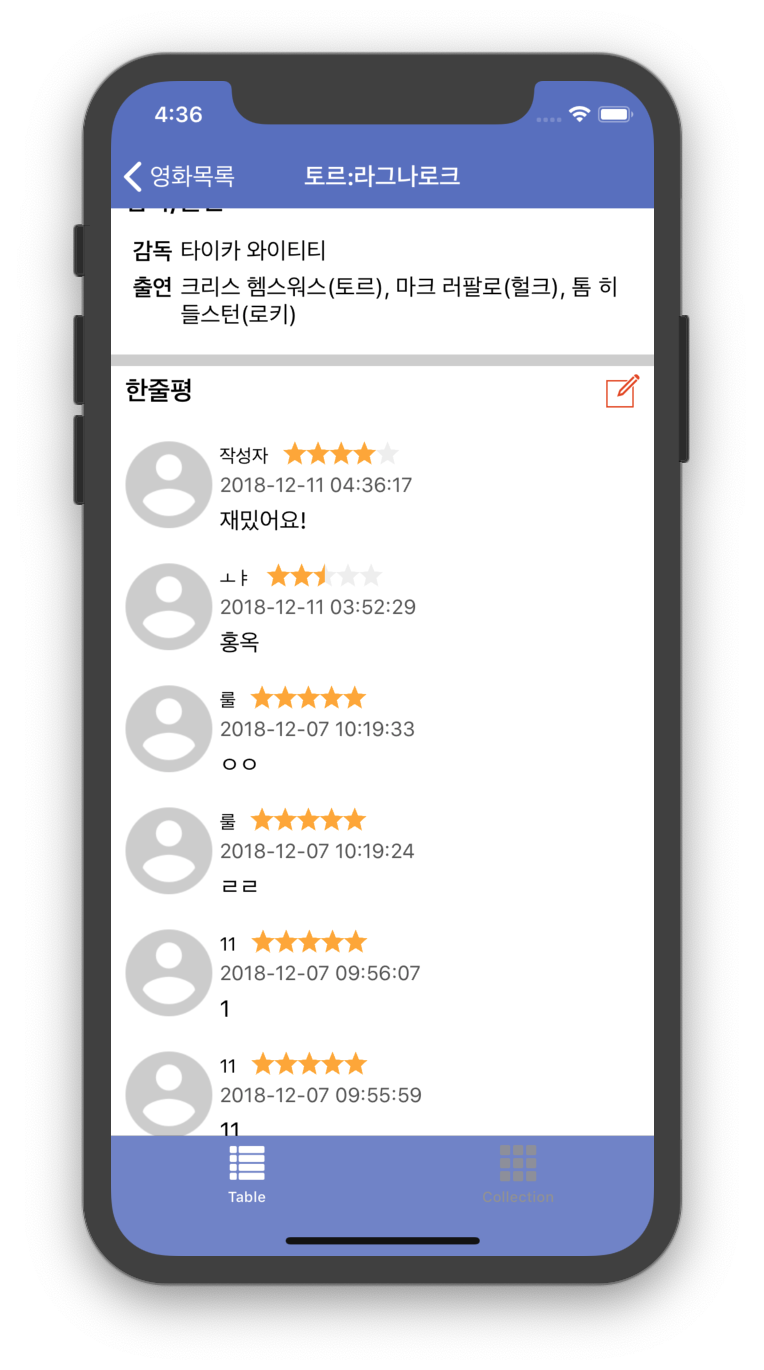 4:36
영화목록 토르:라그나로크
감독 타이카 와이티티
출연 크리스 헴스워스(토르), 마크 러팔로(헐크), 톰 히
들스턴(로키)
한줄평
작성자
2018-12-11 04:36:17
재밌어요!
ㅗㅑ
2018-12-11 03:52:29
홍옥
룰
2018-12-07 10:19:33
ㅇㅇ
룰
2018-12-07 10:19:24
ㄹㄹ
11
2018-12-07 09:56:07
1
11
2018-12-07 09:55:59
11
Table Collection